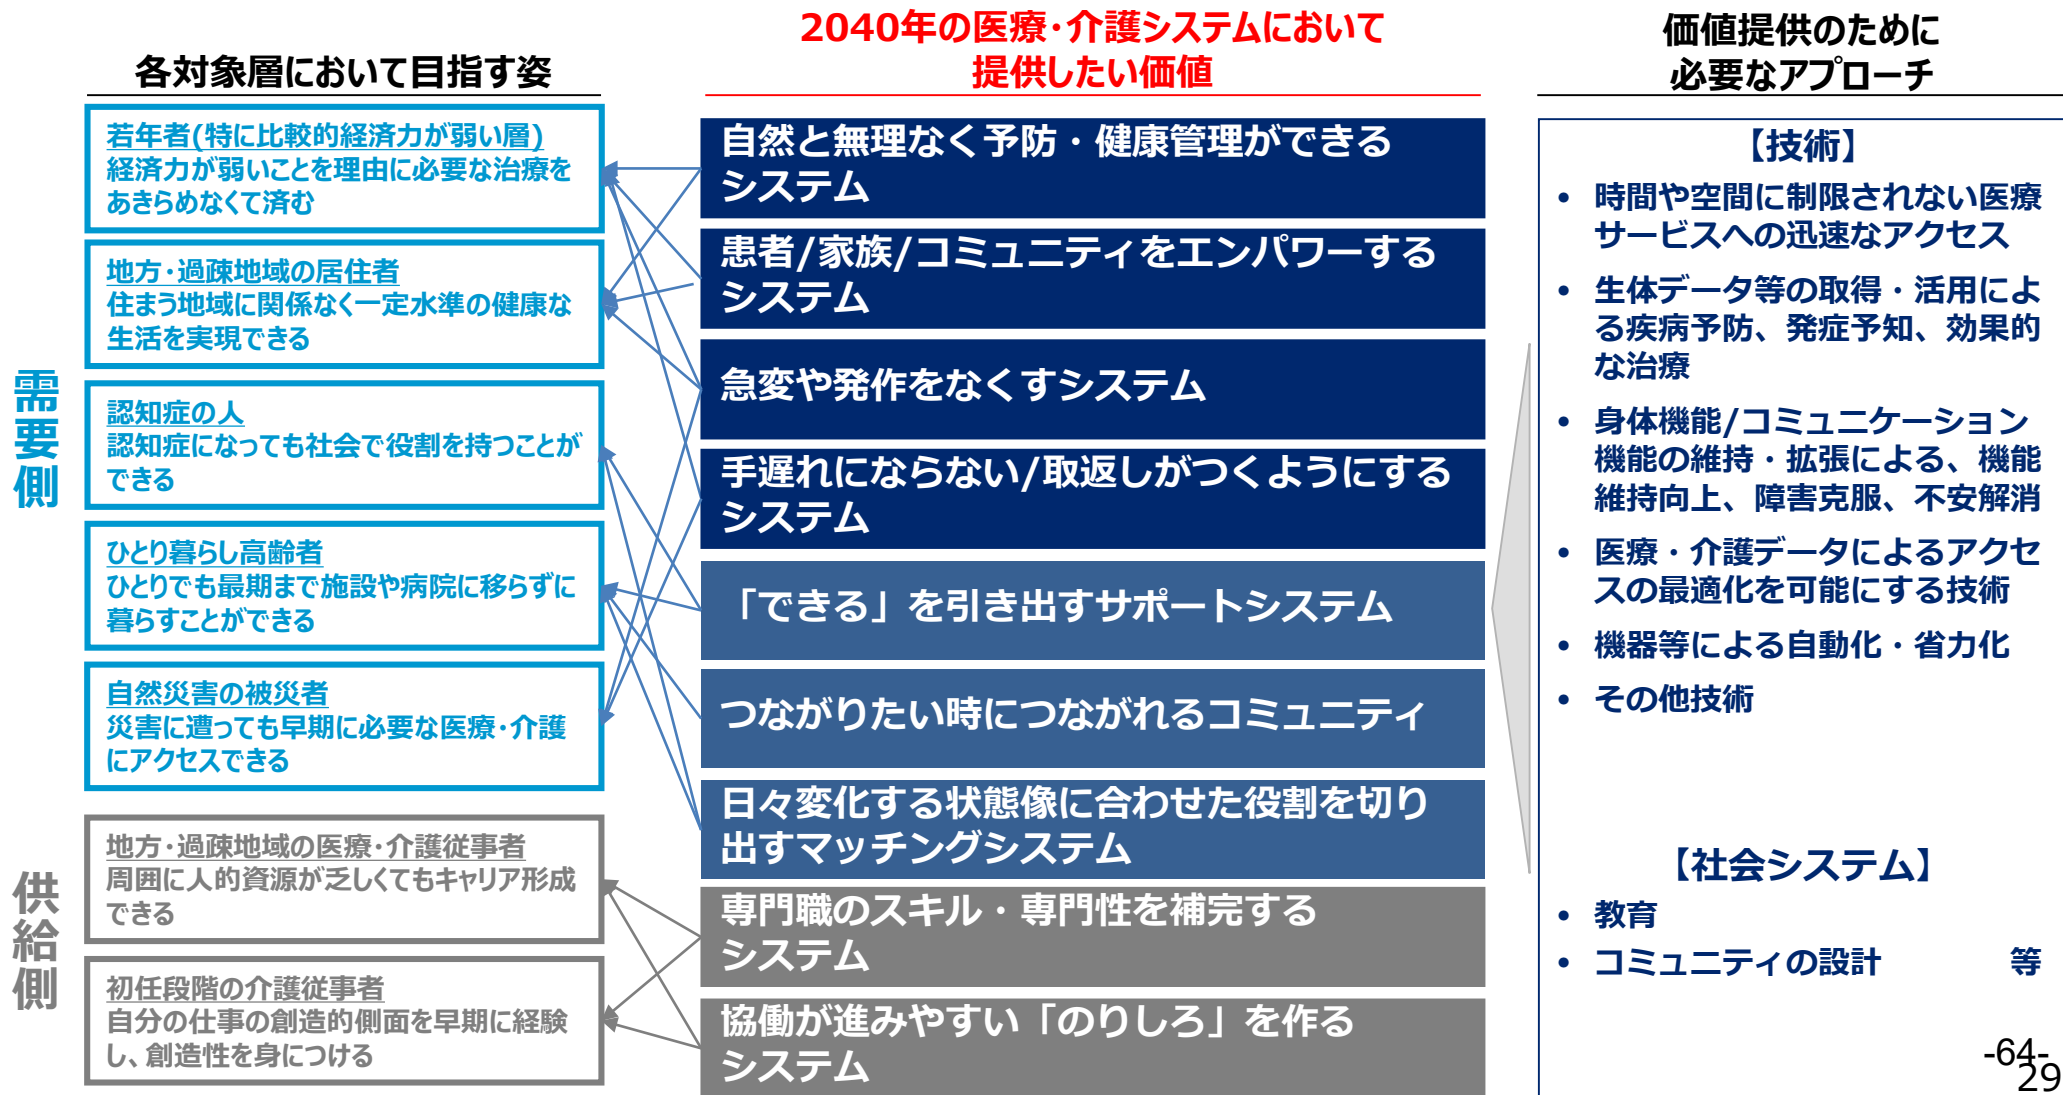 各対象層において目指す姿
需要側
若年者(特に比較的経済力が弱い層)
経済力が弱いことを理由に必要な治療を
あきらめなくて済む
地方･過疎地域の居住者
住まう地域に関係なく一定水準の健康な
生活を実現できる
認知症の人
認知症になっても社会で役割を持つことが
できる
ひとり暮らし高齢者
ひとりでも最期まで施設や病院に移らずに
暮らすことができる
自然災害の被災者
災害に遭っても早期に必要な医療･介護
にアクセスできる
供給側
地方･過疎地域の医療･介護従事者
周囲に人的資源が乏しくてもキャリア形成
できる
初任段階の介護従事者
自分の仕事の創造的側面を早期に経験
し、創造性を身につける
2040年の医療･介護システムにおいて
提供したい価値
自然と無理なく予防・健康管理ができる
システム
患者/家族/コミュニティをエンパワーする
システム
急変や発作をなくすシステム
手遅れにならない/取返しがつくようにする
システム
「できる」を引き出すサポートシステム
つながりたい時につながれるコミュニティ
日々変化する状態像に合わせた役割を切り
出すマッチングシステム
専門職のスキル・専門性を補完する
システム
協働が進みやすい「のりしろ」を作る
システム
価値提供のために
必要なアプローチ
【技術】
• 時間や空間に制限されない医療
サービスへの迅速なアクセス
• 生体データ等の取得・活用によ
る疾病予防、発症予知、効果的
な治療
• 身体機能/コミュニケーション
機能の維持・拡張による、機能
維持向上、障害克服、不安解消
• 医療・介護データによるアクセ
スの最適化を可能にする技術
• 機器等による自動化・省力化
• その他技術
【社会システム】
• 教育
• コミュニティの設計 等
-64-
29